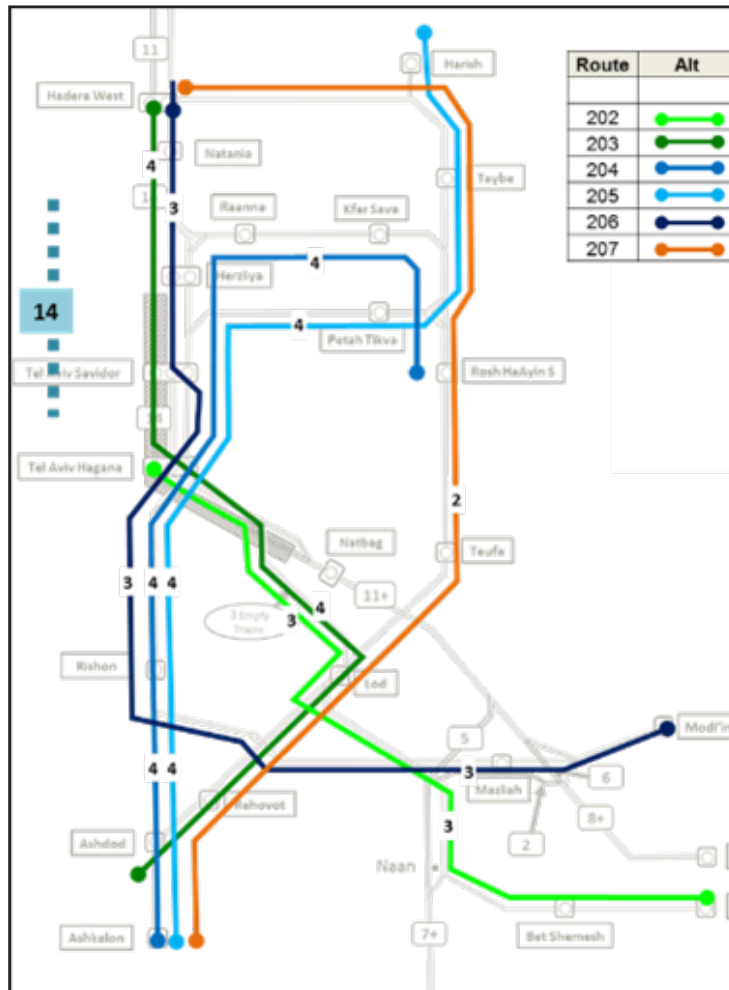 11
Harish
Route Alt
Hadera West
202
203
204
205
206
207
4
Natania
3
Taybe
Raanna
Kfar Sava
4
Herzliya
14
4
Petah Tikva
Tel Aviv Savidor
Rosh HaAyin S
14
Tel Aviv Hagana
2
Natbag
Teufa
3 4 4
11+
3 Empty
Trains
3
4
Rishon
Lod
Modi'in
5
4 4
3
6
Mazliah
Rehovot
8+
3
2
Ashdod
Naan
Ashkelon
7+
Bet Shemesh